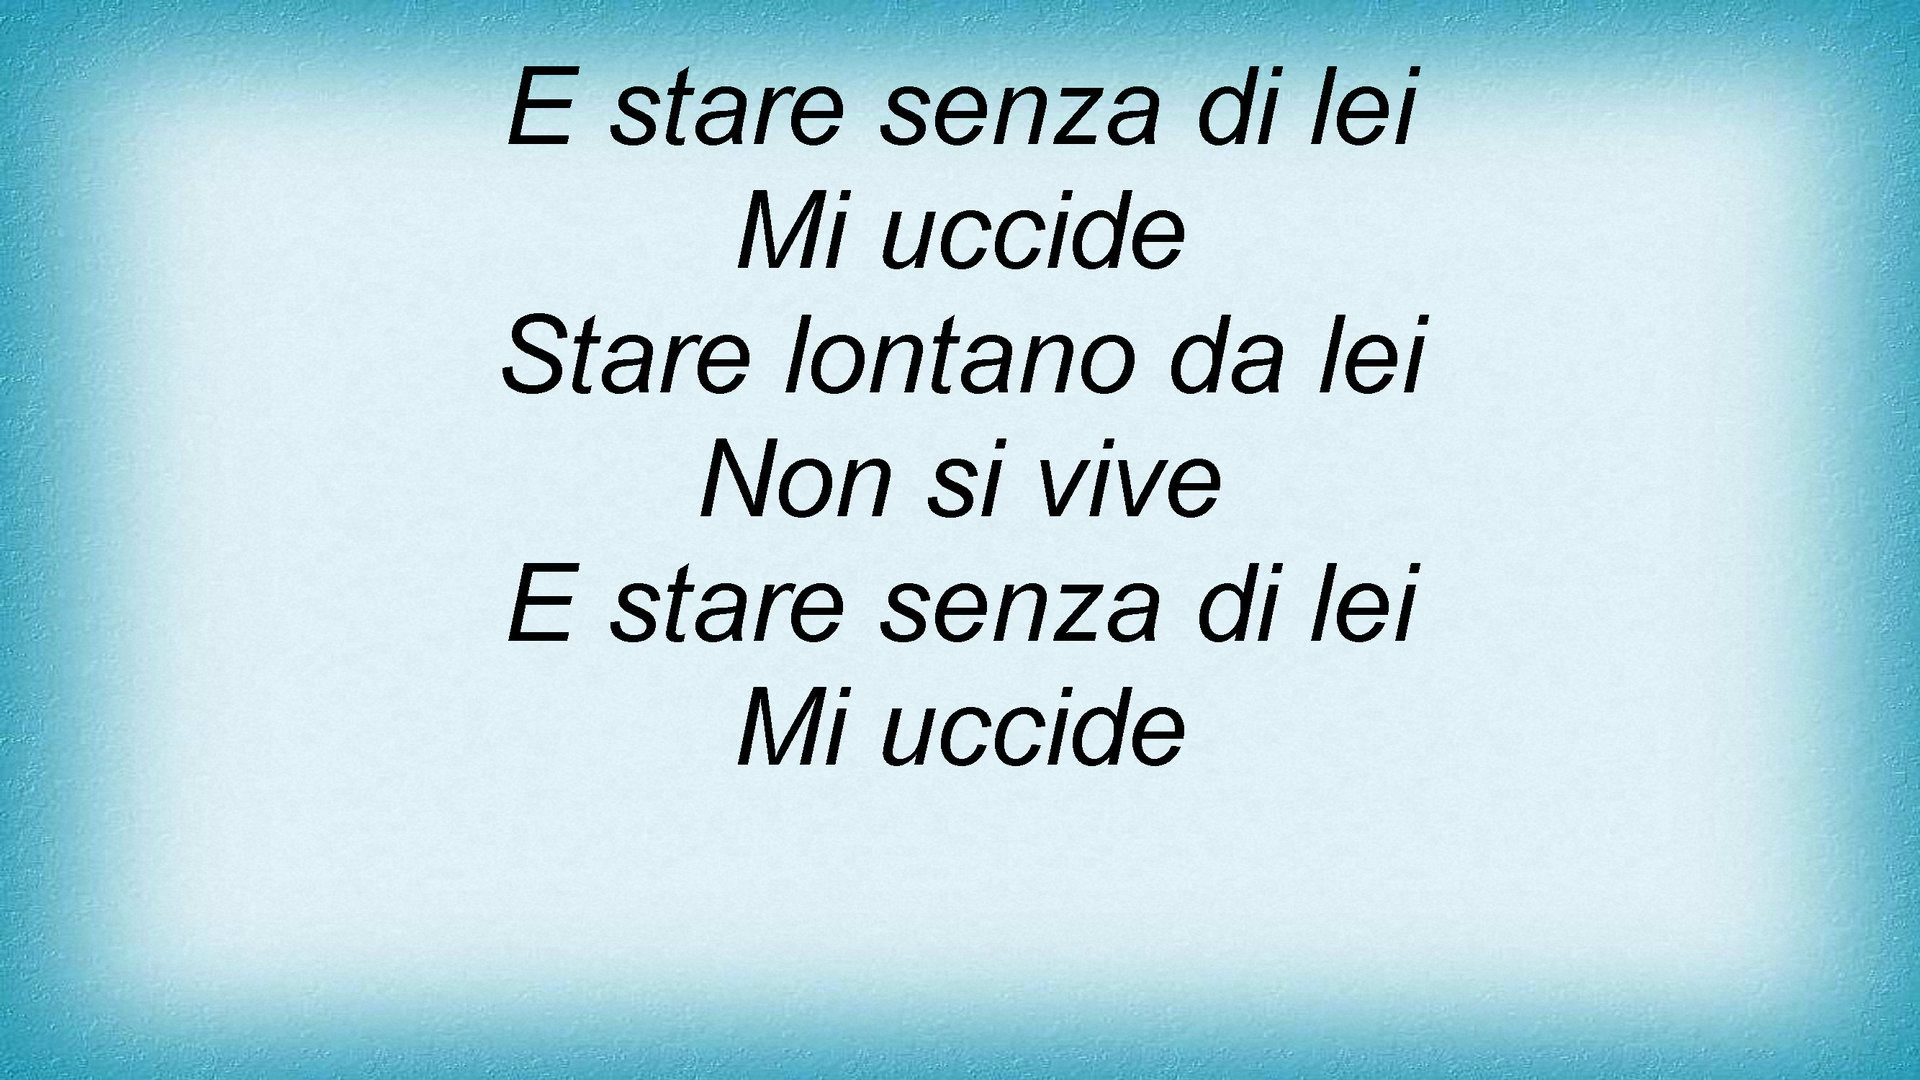 E stare senza di lei
Mi uccide
Stare lontano da lei
Non si vive
E stare senza di lei
Mi uccide